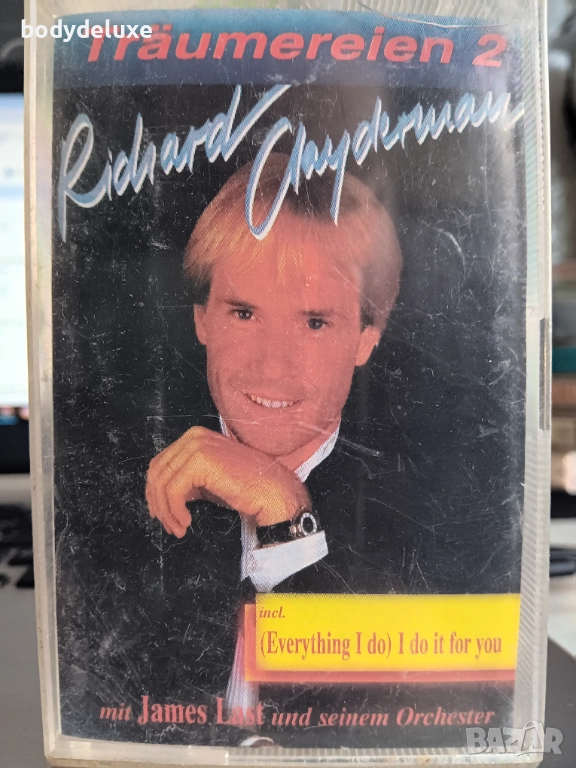 bodydeluxe
Träumereien 2
Richard Clayderman
incl.
(Everything I do) I do it for you
mit James Last und seinem Orchester
BAZAR